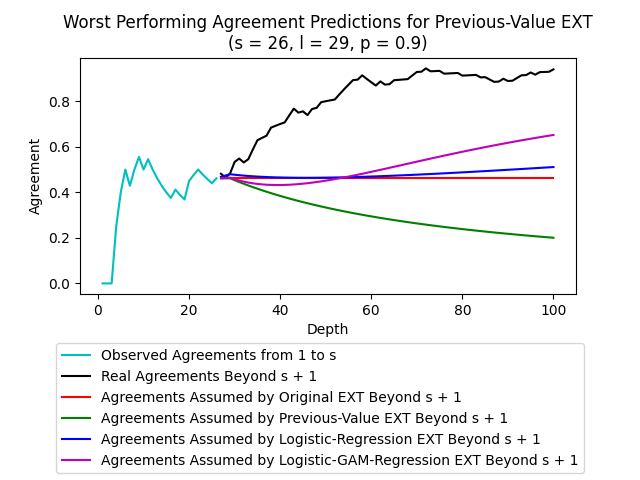 Worst Performing Agreement Predictions for Previous-Value EXT
(s = 26, l = 29, p = 0.9)
Agreement
0.8
0.6
0.4
0.2
0.0
0 20 40 60 80 100
Depth
Observed Agreements from 1 to s
Real Agreements Beyond s + 1
Agreements Assumed by Original EXT Beyond s + 1
Agreements Assumed by Previous-Value EXT Beyond s + 1
Agreements Assumed by Logistic-Regression EXT Beyond s + 1
Agreements Assumed by Logistic-GAM-Regression EXT Beyond s + 1